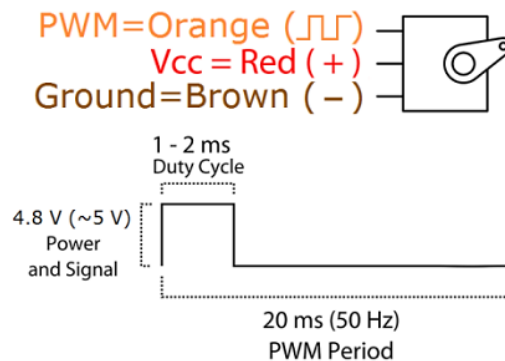 PWM=Orange (⎍⎍)
Vcc = Red ( + )
Ground=Brown ( − )
1 - 2 ms
Duty Cycle
4.8 V (~5 V)
Power
and Signal
20 ms (50 Hz)
PWM Period